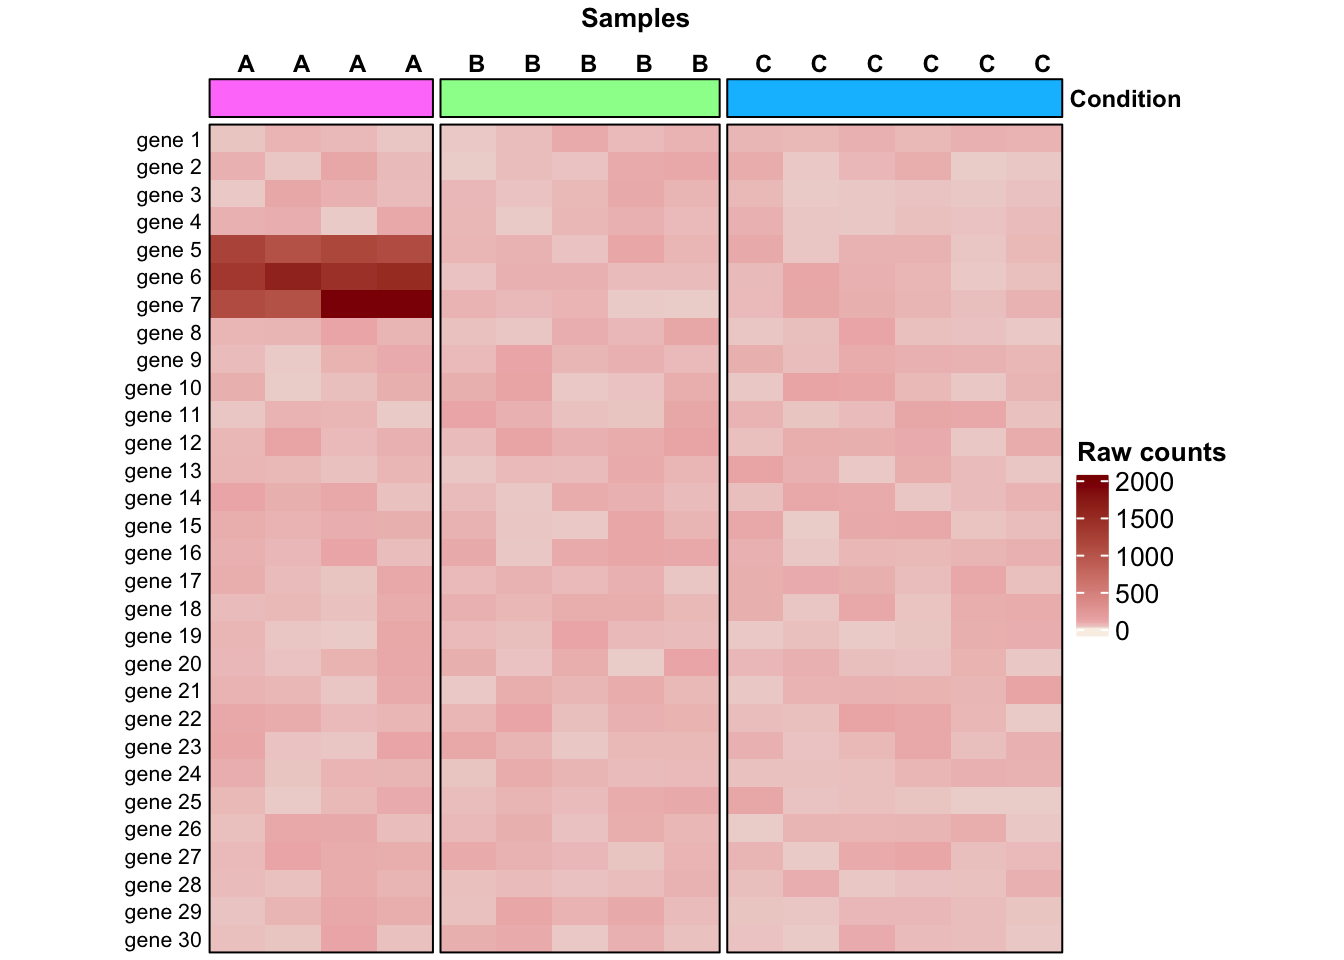 Samples
A A A A B B B B B C C C C C C
Condition
gene 1
gene 2
gene 3
gene 4
gene 5
gene 6
gene 7
gene 8
gene 9
gene 10
gene 11
gene 12
gene 13
gene 14
gene 15
gene 16
gene 17
gene 18
gene 19
gene 20
gene 21
gene 22
gene 23
gene 24
gene 25
gene 26
gene 27
gene 28
gene 29
gene 30
Raw counts
2000
1500
1000
500
0